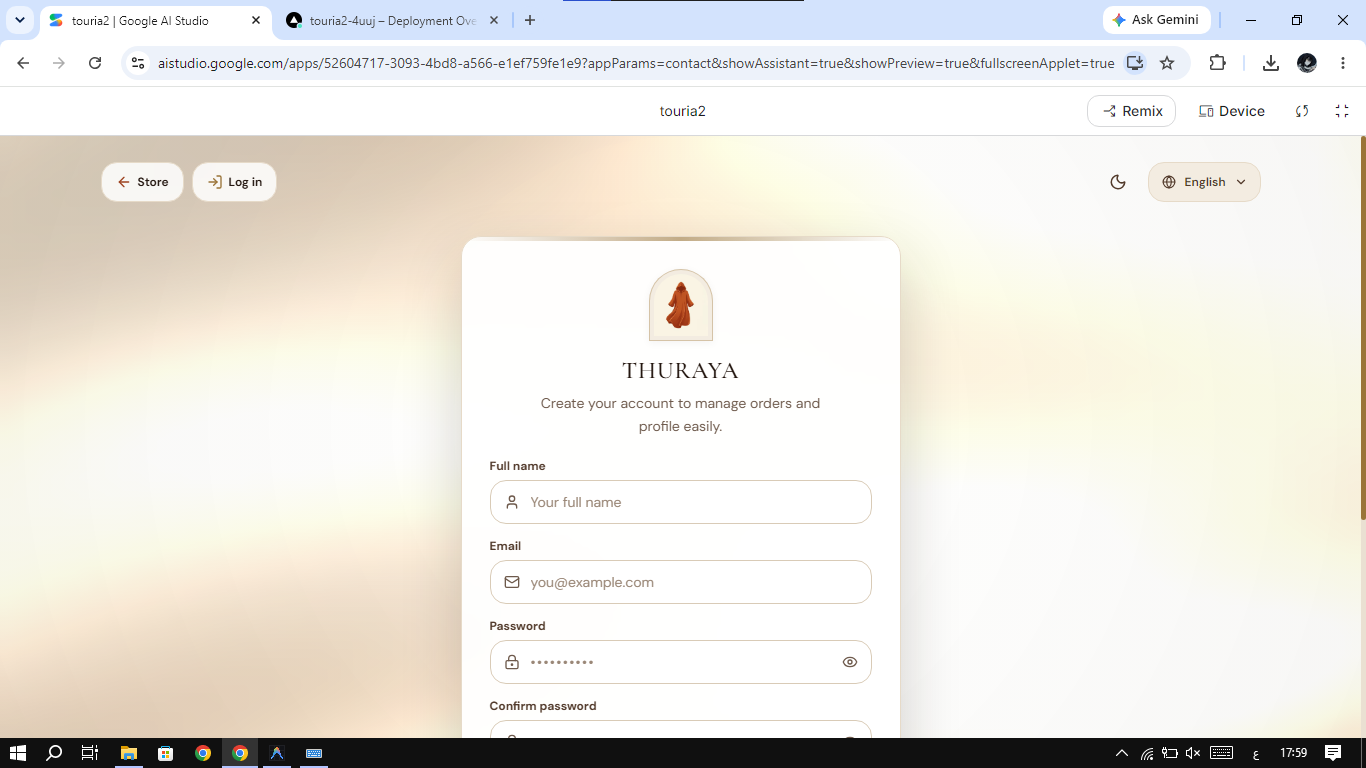 touria2 | Google AI Studio
touria2-4uuj – Deployment Ove
Ask Gemini
aistudio.google.com/apps/52604717-3093-4bd8-a566-e1ef759fe1e9?appParams=contact&showAssistant=true&showPreview=true&fullscreenApplet=true
touria2
Remix
Device
Store
Log in
English
THURAYA
Create your account to manage orders and
profile easily.
Full name
Your full name
Email
you@example.com
Password
••••••••••
Confirm password
ع
17:59